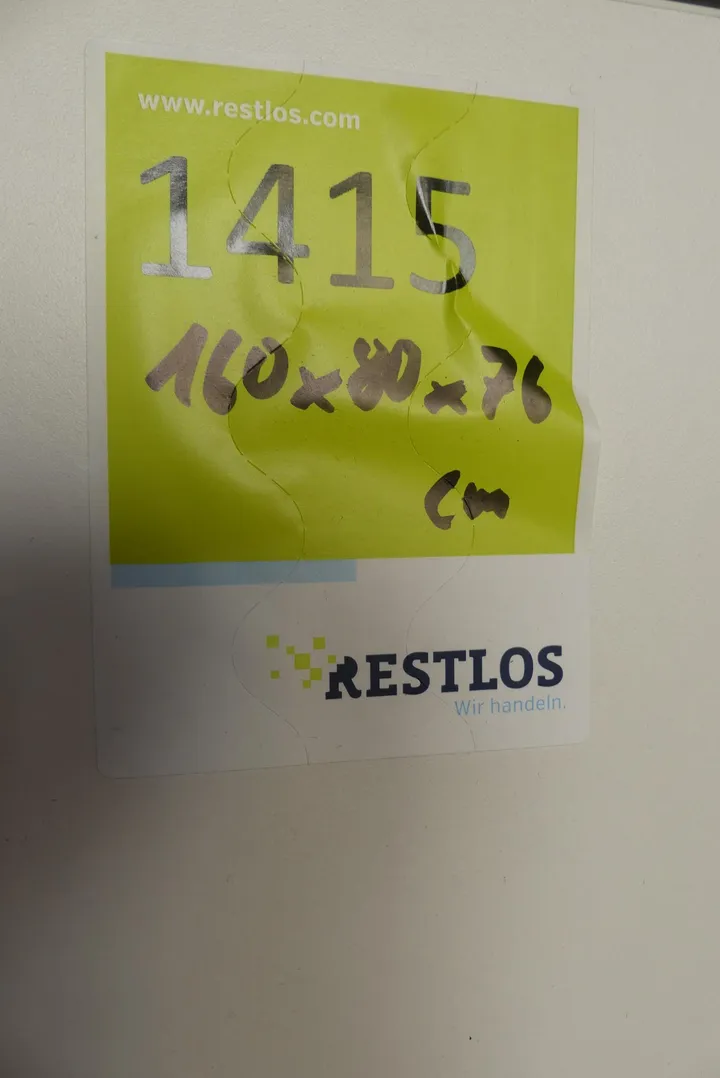 www.restlos.com
1415
160x80x76
cm
RESTLOS
Wir handeln.